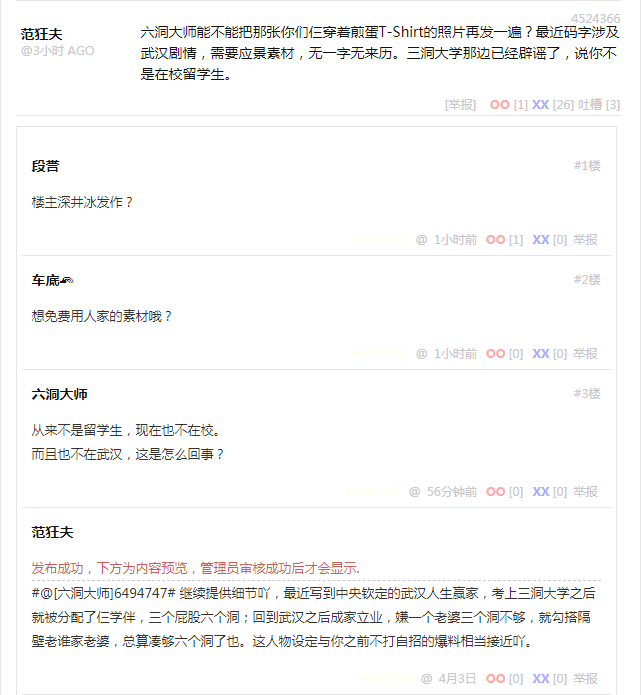 4524366
范狂夫
@3小时 AGO
六洞大师能不能把那张你们仨穿着煎蛋T-Shirt的照片再发一遍？最近码字涉及
武汉剧情，需要应景素材，无一字无来历。三洞大学那边已经辟谣了，说你不
是在校留学生。
[举报] OO [1] XX [26] 吐槽 [3]
段誉 #1楼
楼主深井冰发作？
@ 1小时前 OO [1] XX [0] 举报
车底 #2楼
想免费用人家的素材哦？
@ 1小时前 OO [0] XX [0] 举报
六洞大师 #3楼
从来不是留学生，现在也不在校。
而且也不在武汉，这是怎么回事？
@ 56分钟前 OO [0] XX [0] 举报
范狂夫
发布成功，下方为内容预览，管理员审核成功后才会显示.
#@[六洞大师]6494747# 继续提供细节吖，最近写到中央钦定的武汉人生赢家，考上三洞大学之后
就被分配了仨学伴，三个屁股六个洞；回到武汉之后成家立业，嫌一个老婆三个洞不够，就勾搭隔
壁老谁家老婆，总算凑够六个洞了也。这人物设定与你之前不打自招的爆料相当接近吖。
@ 4月3日 OO [0] XX [0] 举报